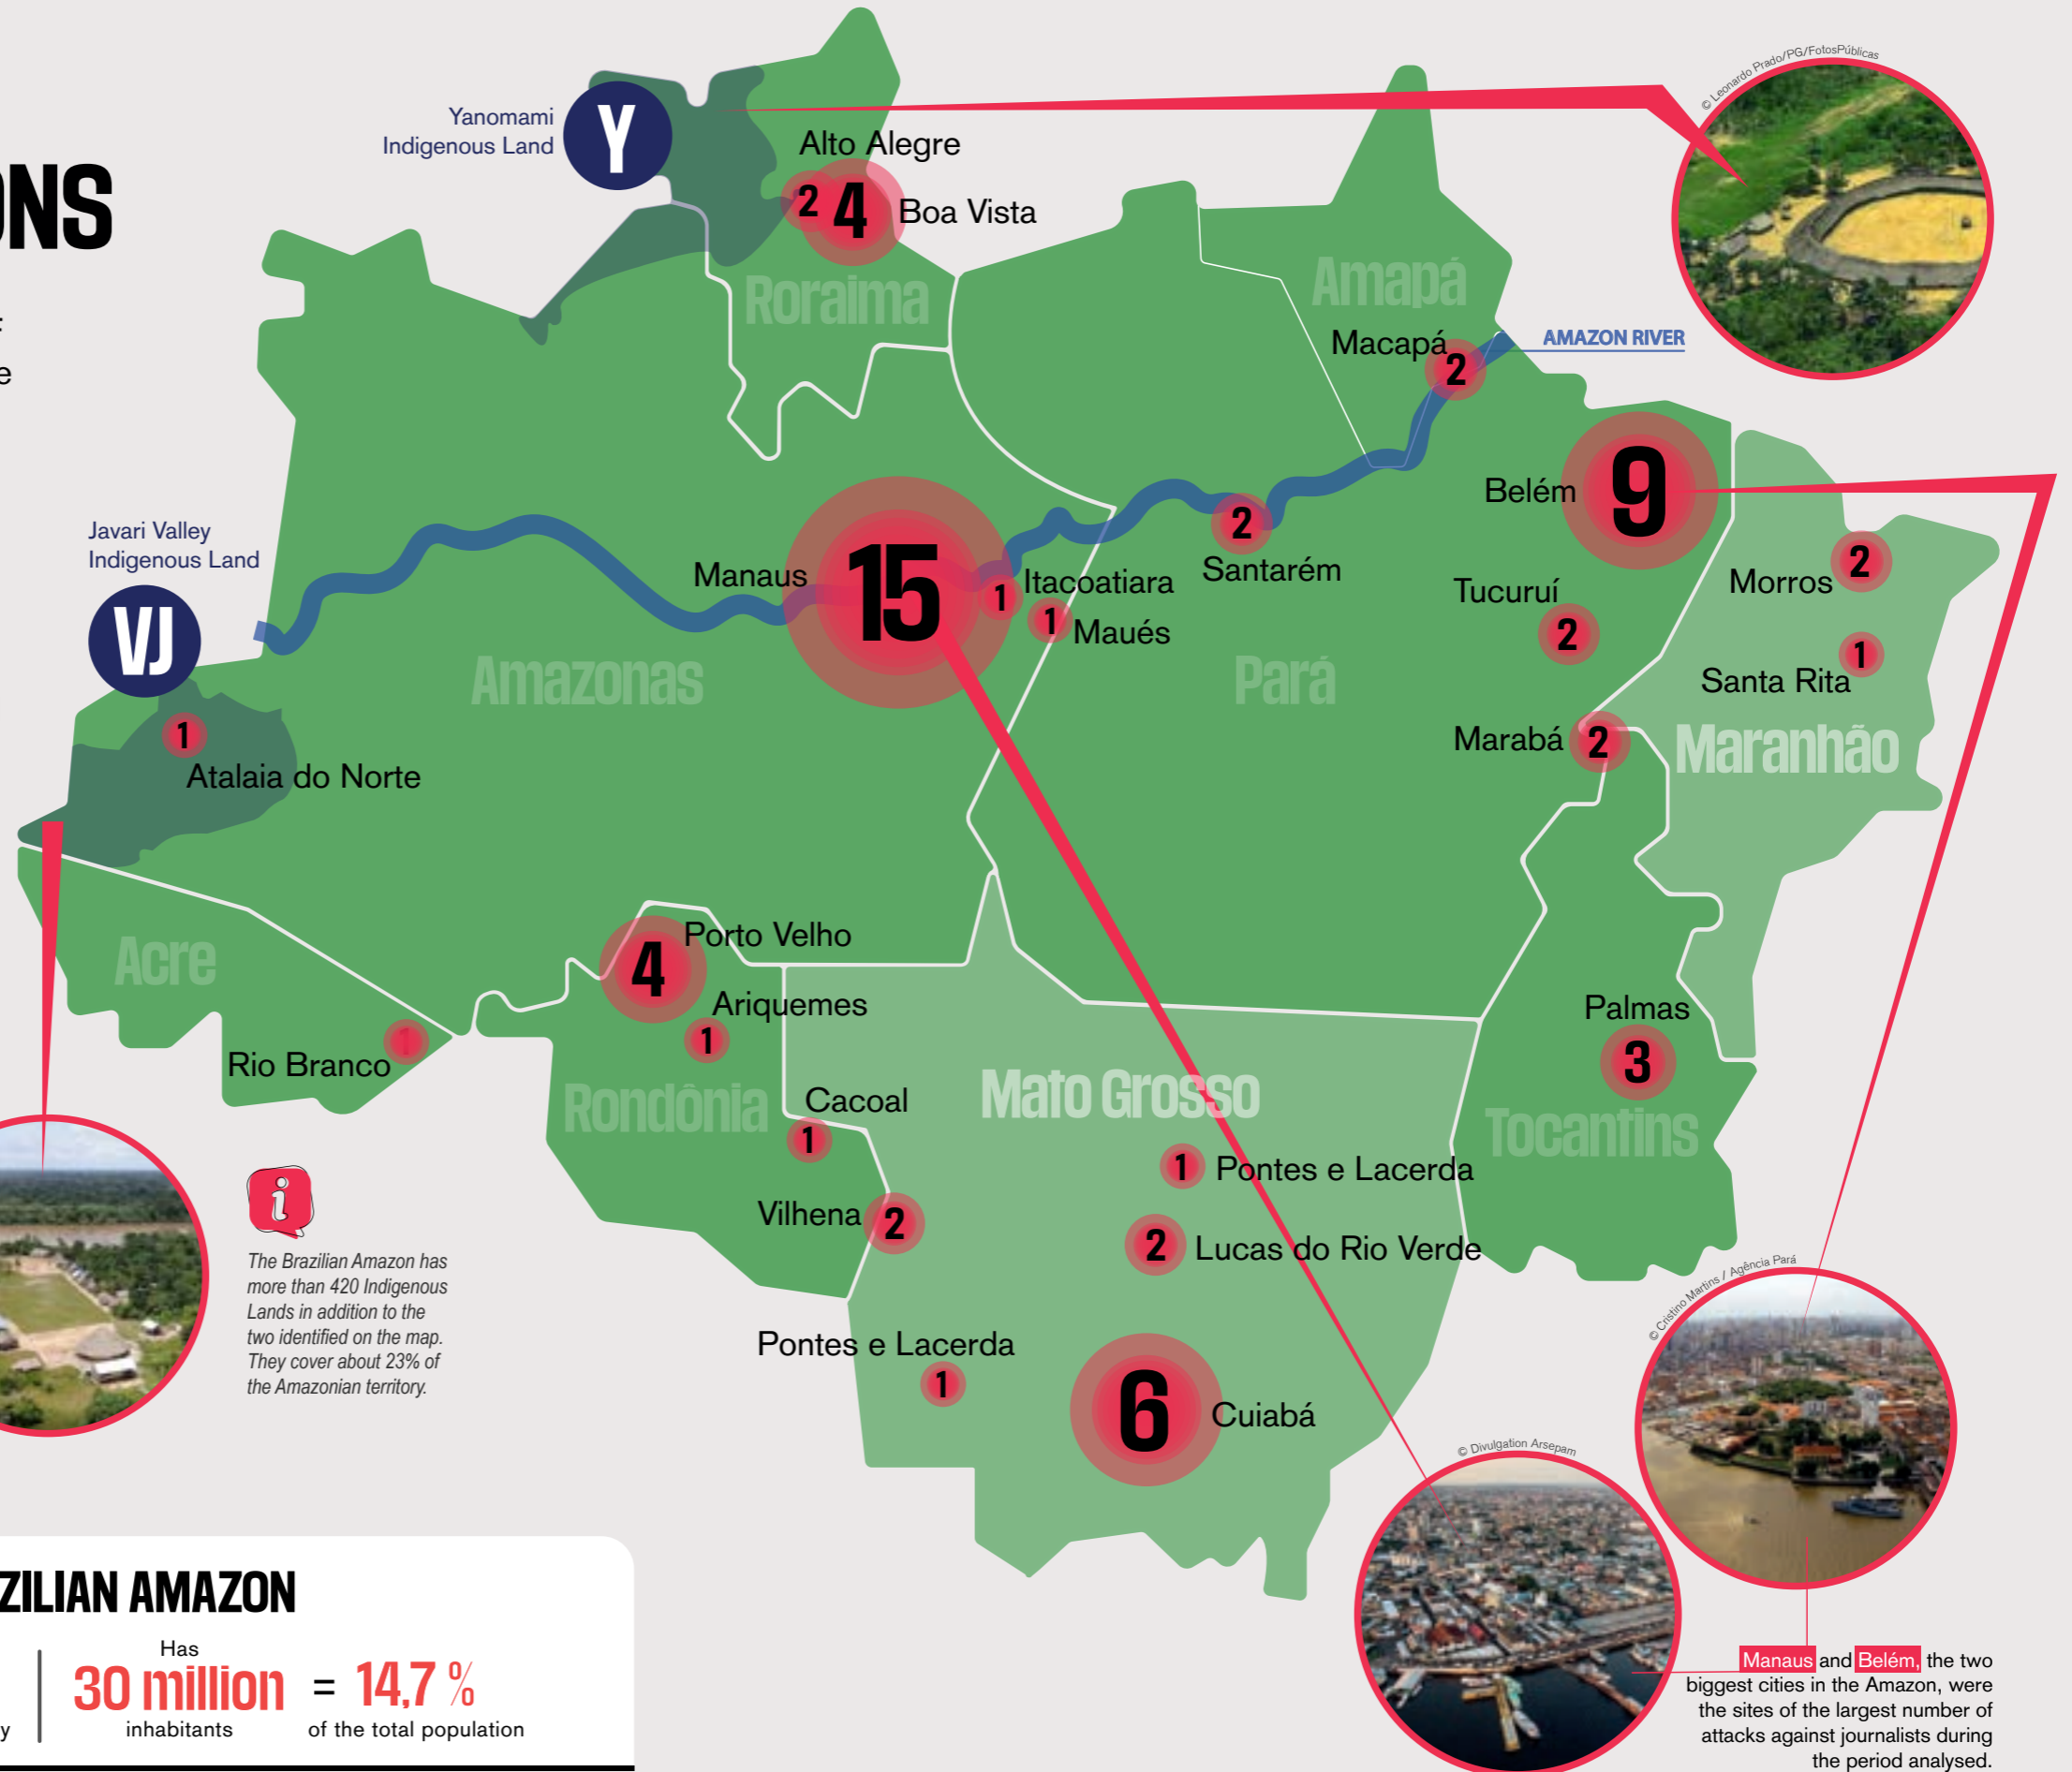 ONS
e
Yanomami
Indigenous Land
Y
© Leonardo Prado/PG/FotosPúblicas
Alto Alegre
2
4
Boa Vista
Roraima
Amapá
Macapá
2
AMAZON RIVER
Belém
9
Javari Valley
Indigenous Land
VJ
Manaus
15
1
Itacoatiara
1
Maués
2
Santarém
Tucuruí
2
Morros
2
Santa Rita
1
Amazonas
Pará
Marabá
2
Maranhão
1
Atalaia do Norte
Acre
Porto Velho
4
Ariquemes
1
Rio Branco
1
Rondônia
Cacoal
1
Mato Grosso
Palmas
3
Tocantins
1
Pontes e Lacerda
Vilhena
2
2
Lucas do Rio Verde
i
The Brazilian Amazon has
more than 420 Indigenous
Lands in addition to the
two identified on the map.
They cover about 23% of
the Amazonian territory.
Pontes e Lacerda
1
6
Cuiabá
© Cristino Martins / Agência Pará
© Divulgation Arsepam
ZILIAN AMAZON
y
Has
30 million
inhabitants
= 14,7 %
of the total population
Manaus and Belém, the two
biggest cities in the Amazon, were
the sites of the largest number of
attacks against journalists during
the period analysed.